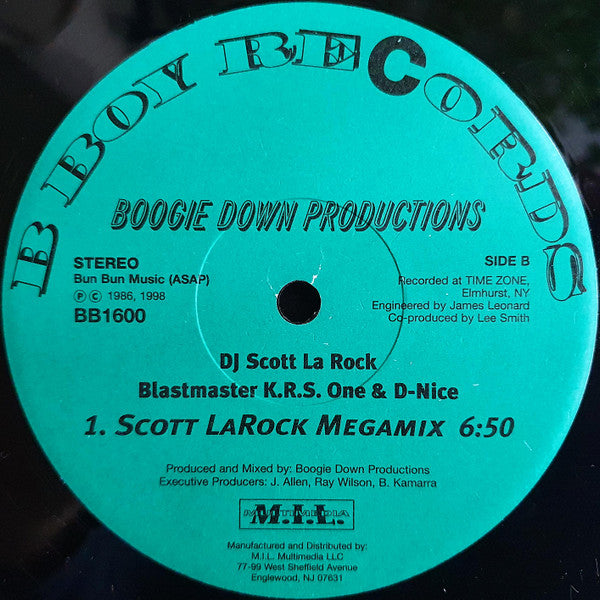 B BOY RECORDS
BOOGIE DOWN PRODUCTIONS
STEREO
Bun Bun Music (ASAP)
℗ © 1986, 1998
BB1600
SIDE B
Recorded at TIME ZONE,
Elmhurst, NY
Engineered by James Leonard
Co-produced by Lee Smith
DJ Scott La Rock
Blastmaster K.R.S. One & D-Nice
1. SCOTT LAROCK MEGAMIX 6:50
Produced and Mixed by: Boogie Down Productions
Executive Producers: J. Allen, Ray Wilson, B. Kamarra
MULTIMEDIA
M.I.L.
Manufactured and Distributed by:
M.I.L. Multimedia LLC
77-99 West Sheffield Avenue
Englewood, NJ 07631